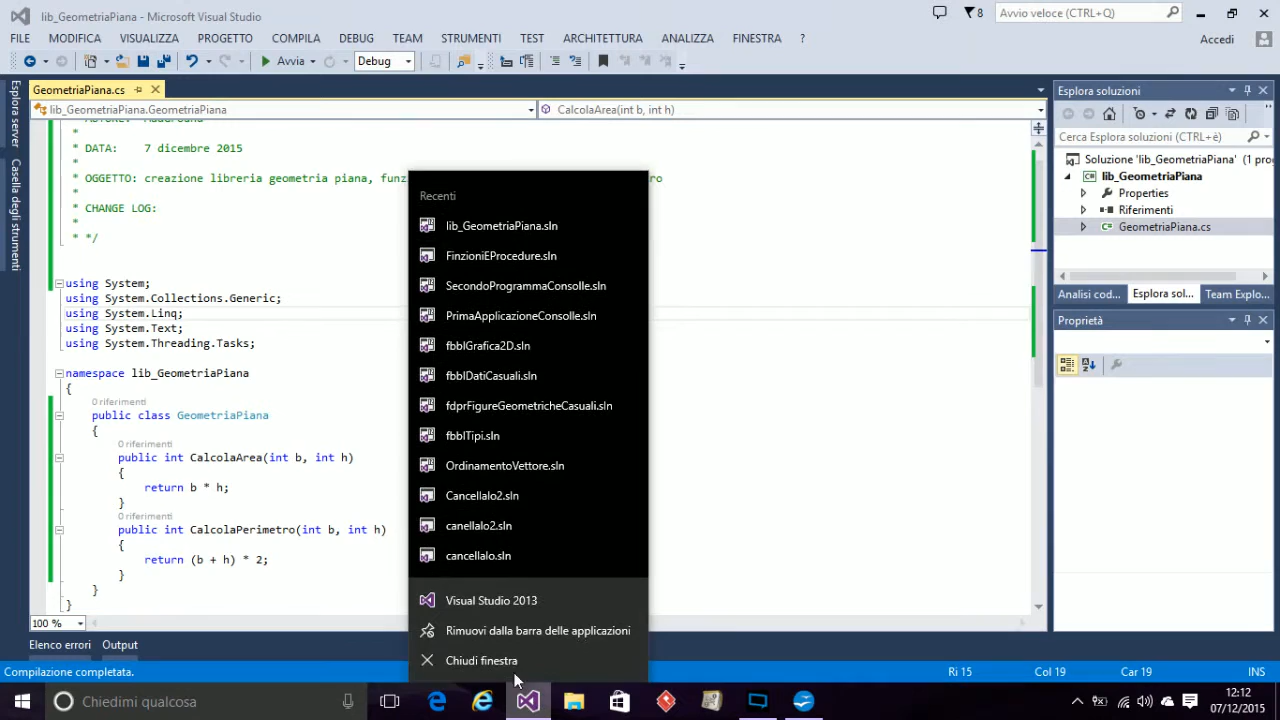 lib_GeometriaPiana - Microsoft Visual Studio
8
Avvio veloce (CTRL+Q)
FILE MODIFICA VISUALIZZA PROGETTO COMPILA DEBUG TEAM STRUMENTI TEST ARCHITETTURA ANALIZZA FINESTRA ?
Accedi
Avvia
Debug
GeometriaPiana.cs
lib_GeometriaPiana.GeometriaPiana
CalcolaArea(int b, int h)
Esplora server
Casella degli strumenti
*
* DATA: 7 dicembre 2015
*
* OGGETTO: creazione libreria geometria piana,
*
* CHANGE LOG:
*
* */
using System;
using System.Collections.Generic;
using System.Linq;
using System.Text;
using System.Threading.Tasks;
namespace lib_GeometriaPiana
{
0 riferimenti
public class GeometriaPiana
{
0 riferimenti
public int CalcolaArea(int b, int h)
{
return b * h;
}
0 riferimenti
public int CalcolaPerimetro(int b, int h)
{
return (b + h) * 2;
}
}
}
100 %
Recenti
lib_GeometriaPiana.sln
FinzioniEProcedure.sln
SecondoProgrammaConsolle.sln
PrimaApplicazioneConsolle.sln
fbblGrafica2D.sln
fbblDatiCasuali.sln
fdprFigureGeometricheCasuali.sln
fbblTipi.sln
OrdinamentoVettore.sln
Cancellalo2.sln
canellalo2.sln
cancellalo.sln
Visual Studio 2013
Rimuovi dalla barra delle applicazioni
Chiudi finestra
Esplora soluzioni
Cerca Esplora soluzioni (CTRL+è)
Soluzione 'lib_GeometriaPiana' (1 pro
lib_GeometriaPiana
Properties
Riferimenti
GeometriaPiana.cs
Analisi cod... Esplora sol... Team Explo...
Proprietà
Elenco errori Output
Compilazione completata.
Ri 15 Col 19 Car 19 INS
Chiedimi qualcosa
12:12
07/12/2015